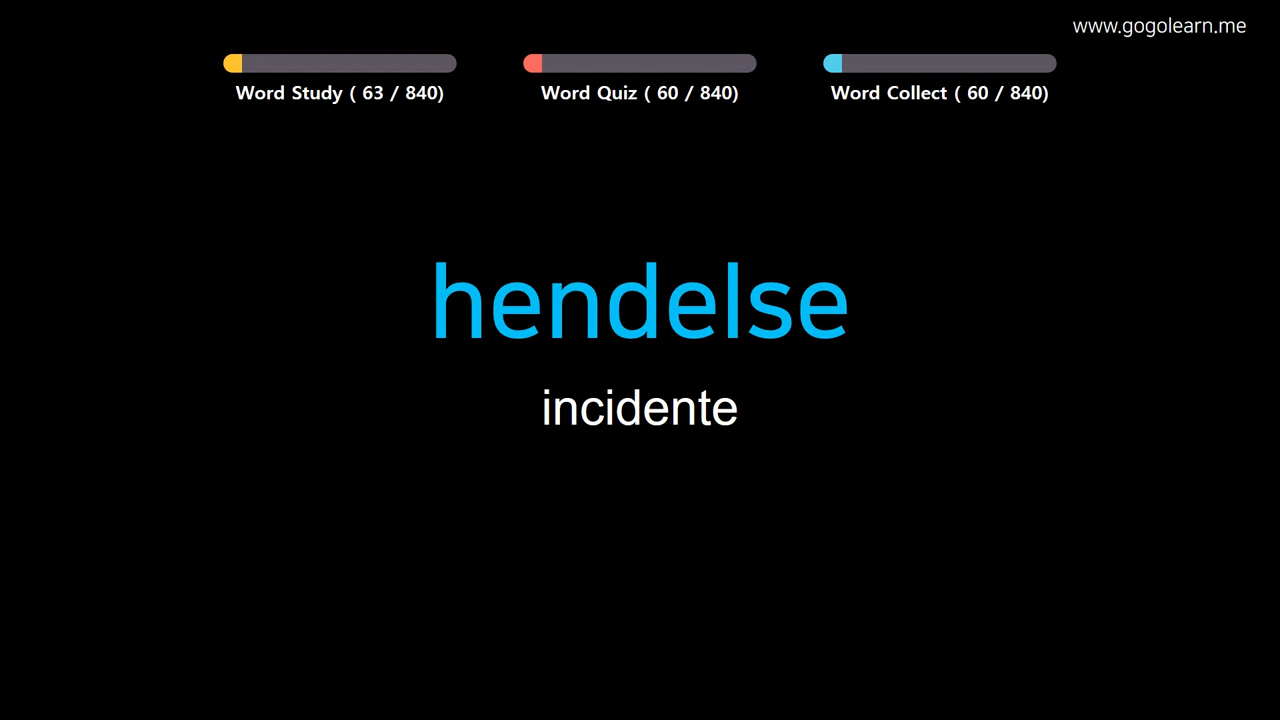 www.gogolearn.me
Word Study ( 63 / 840)
Word Quiz ( 60 / 840)
Word Collect ( 60 / 840)
hendelse
incidente